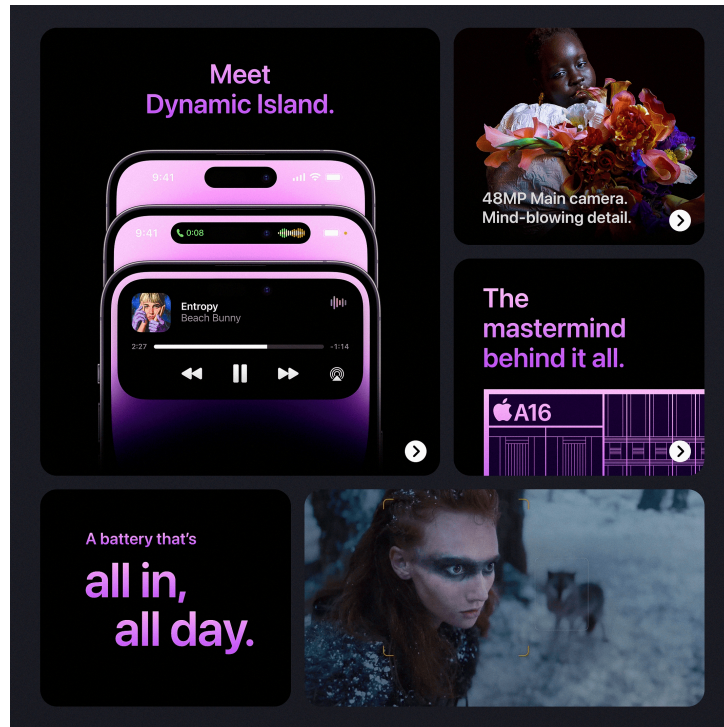 Meet
Dynamic Island.
9:41
9:41
0:08
Entropy
Beach Bunny
2:27
-1:14
48MP Main camera.
Mind-blowing detail.
The
mastermind
behind it all.
A16
A battery that’s
all in,
all day.